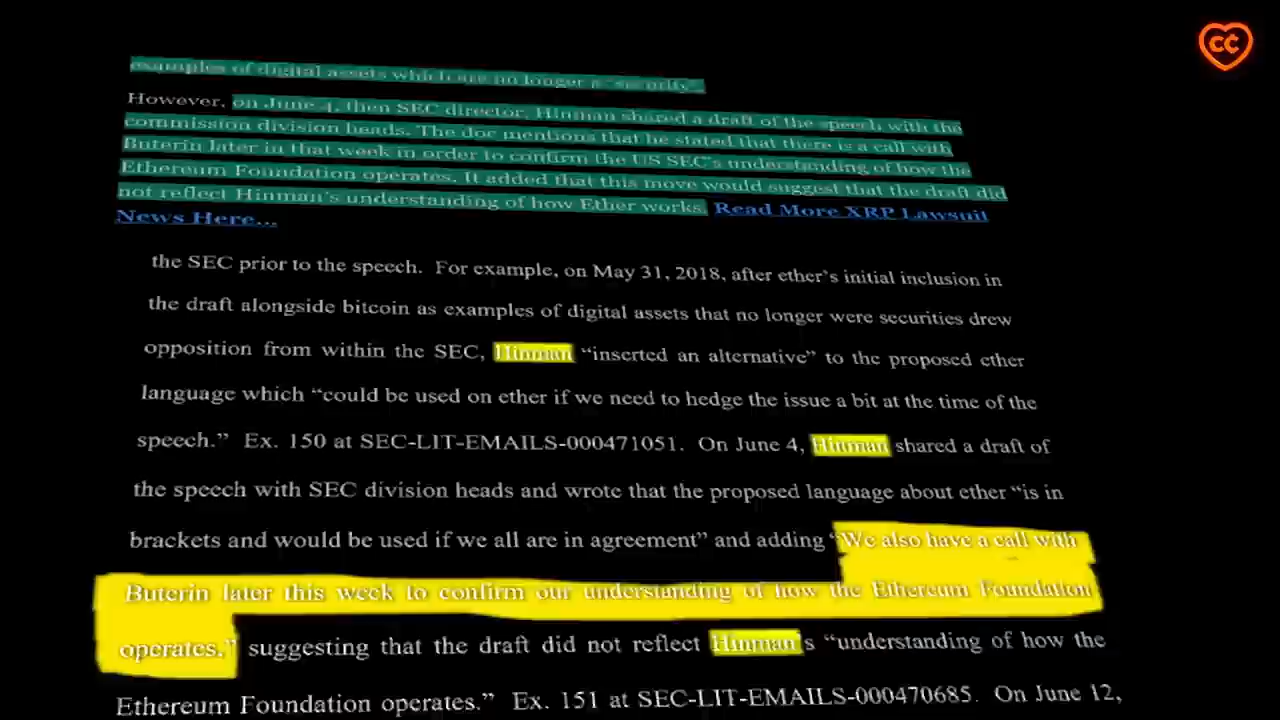 examples of digital assets which are no longer a "security".
However, on June 4, then SEC director, Hinman shared a draft of the speech with the
commission division heads. The doc mentions that he stated that there is a call with
Buterin later in that week in order to confirm the US SEC's understanding of how the
Ethereum Foundation operates. It added that this move would suggest that the draft did
not reflect Hinman's understanding of how Ether works. Read More XRP Lawsuit
News Here...
the SEC prior to the speech. For example, on May 31, 2018, after ether's initial inclusion in
the draft alongside bitcoin as examples of digital assets that no longer were securities drew
opposition from within the SEC, Hinman "inserted an alternative" to the proposed ether
language which "could be used on ether if we need to hedge the issue a bit at the time of the
speech." Ex. 150 at SEC-LIT-EMAILS-000471051. On June 4, Hinman shared a draft of
the speech with SEC division heads and wrote that the proposed language about ether "is in
brackets and would be used if we all are in agreement" and adding "We also have a call with
Buterin later this week to confirm our understanding of how the Ethereum Foundation
operates," suggesting that the draft did not reflect Hinman's "understanding of how the
Ethereum Foundation operates." Ex. 151 at SEC-LIT-EMAILS-000470685. On June 12,